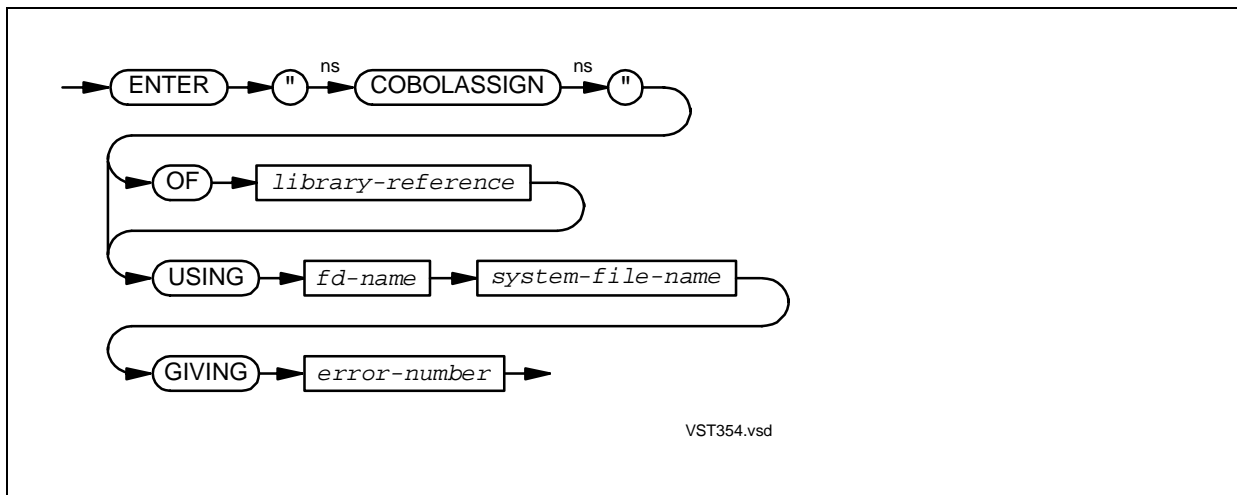 ns ns
ENTER " COBOLASSIGN "
OF library-reference
USING fd-name system-file-name
GIVING error-number
VST354.vsd